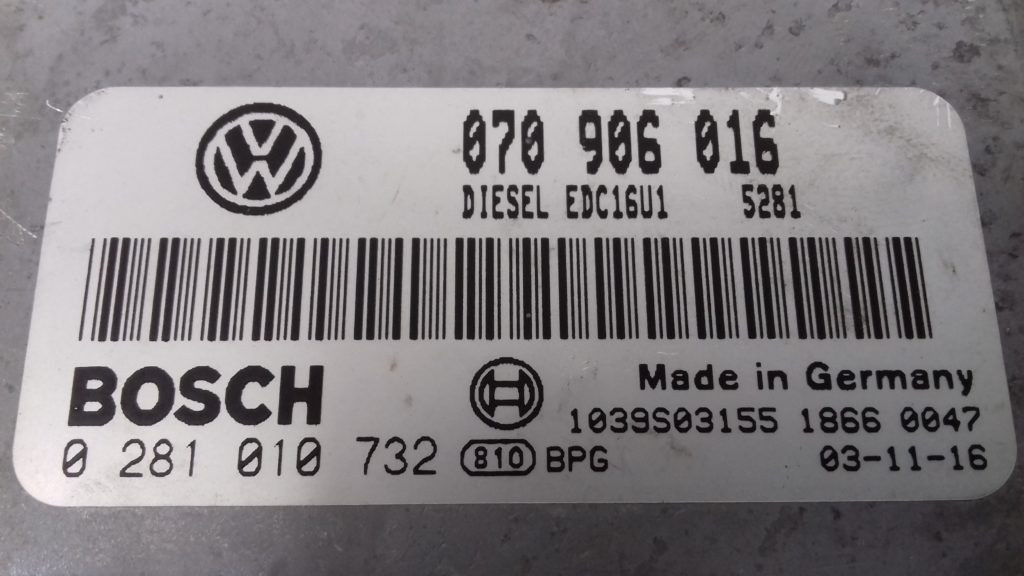 070 906 016
DIESEL EDC16U1 5281
BOSCH
Made in Germany
1039S03155 1866 0047
0 281 010 732 810 BPG 03-11-16